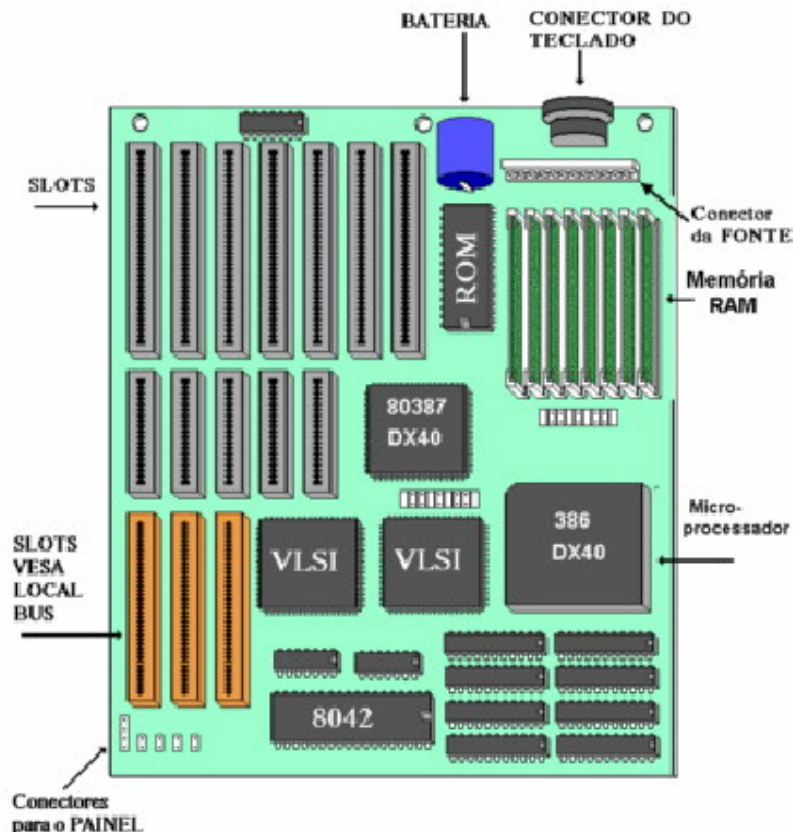 BATERIA
CONECTOR DO
TECLADO
SLOTS
Conector
da FONTE
ROM
Memória
RAM
80387
DX40
386
DX40
Micro-
processador
SLOTS
VESA
LOCAL
BUS
VLSI
VLSI
8042
Conectores
para o PAINEL